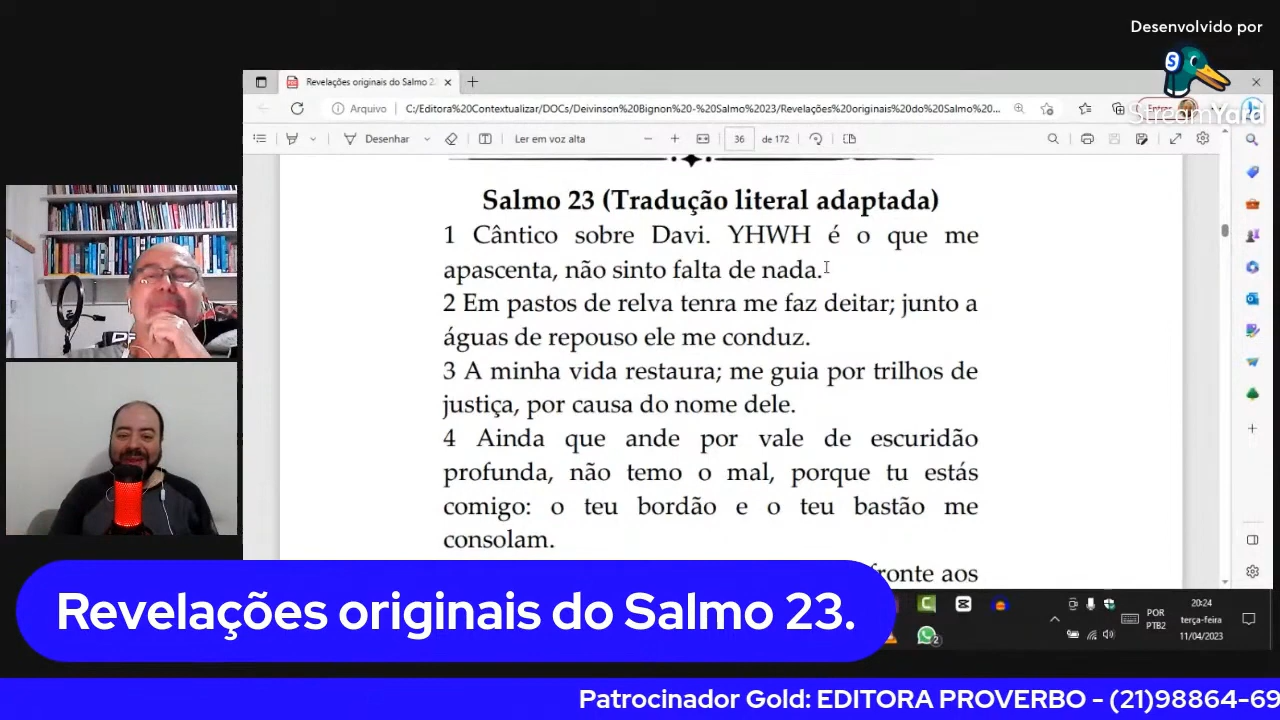 Desenvolvido por
StreamYard
Revelações originais do Salmo 2
Arquivo
C:/Editora%20Contextualizar/DOCs/Deivinson%20Bignon%20-%20Salmo%2023/Revelações%20originais%20do%20Salmo%20...
Entrar
Desenhar
Ler em voz alta
36
de 172
Salmo 23 (Tradução literal adaptada)
1 Cântico sobre Davi. YHWH é o que me
apascenta, não sinto falta de nada.
2 Em pastos de relva tenra me faz deitar; junto a
águas de repouso ele me conduz.
3 A minha vida restaura; me guia por trilhos de
justiça, por causa do nome dele.
4 Ainda que ande por vale de escuridão
profunda, não temo o mal, porque tu estás
comigo: o teu bordão e o teu bastão me
consolam.
fronte aos
Revelações originais do Salmo 23.
POR
PTB2
20:24
terça-feira
11/04/2023
2
Patrocinador Gold: EDITORA PROVERBO - (21)98864-69